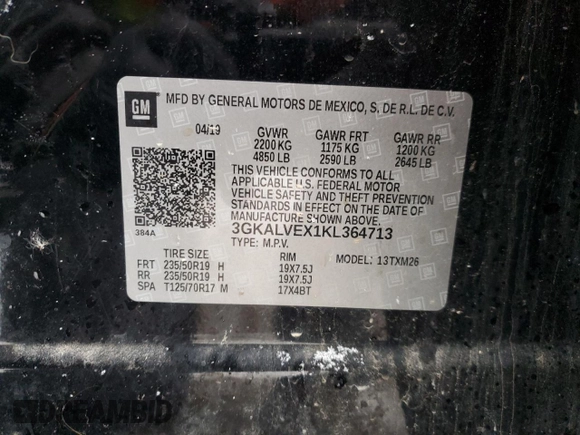 GM
MFD BY GENERAL MOTORS DE MEXICO, S. DE R.L. DE C.V.
04/19 GVWR GAWR FRT GAWR RR
2200 KG 1175 KG 1200 KG
4850 LB 2590 LB 2645 LB
THIS VEHICLE CONFORMS TO ALL
APPLICABLE U.S. FEDERAL MOTOR
VEHICLE SAFETY AND THEFT PREVENTION
STANDARDS IN EFFECT ON THE DATE OF
MANUFACTURE SHOWN ABOVE.
384A 3GKALVEX1KL364713
TYPE: M.P.V.
TIRE SIZE RIM MODEL: 13TXM26
FRT 235/50R19 H 19X7.5J
RR 235/50R19 H 19X7.5J
SPA T125/70R17 M 17X4BT
DREAMBID